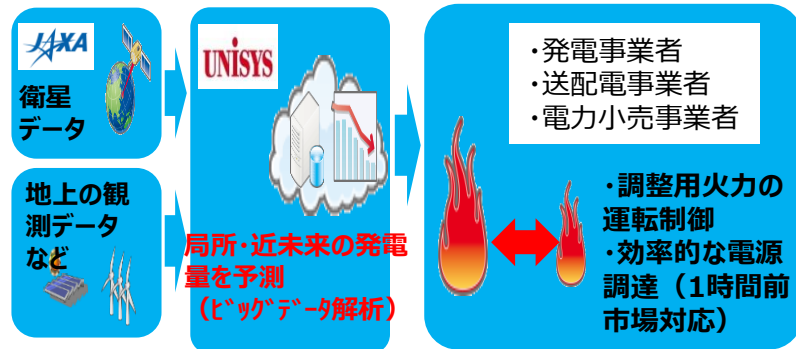 JAXA
衛星
データ
地上の観
測データ
など
UNISYS
局所・近未来の発電
量を予測
（ﾋﾞｯｸﾞﾃﾞｰﾀ解析）
・発電事業者
・送配電事業者
・電力小売事業者
・調整用火力の
運転制御
・効率的な電源
調達（1時間前
市場対応）